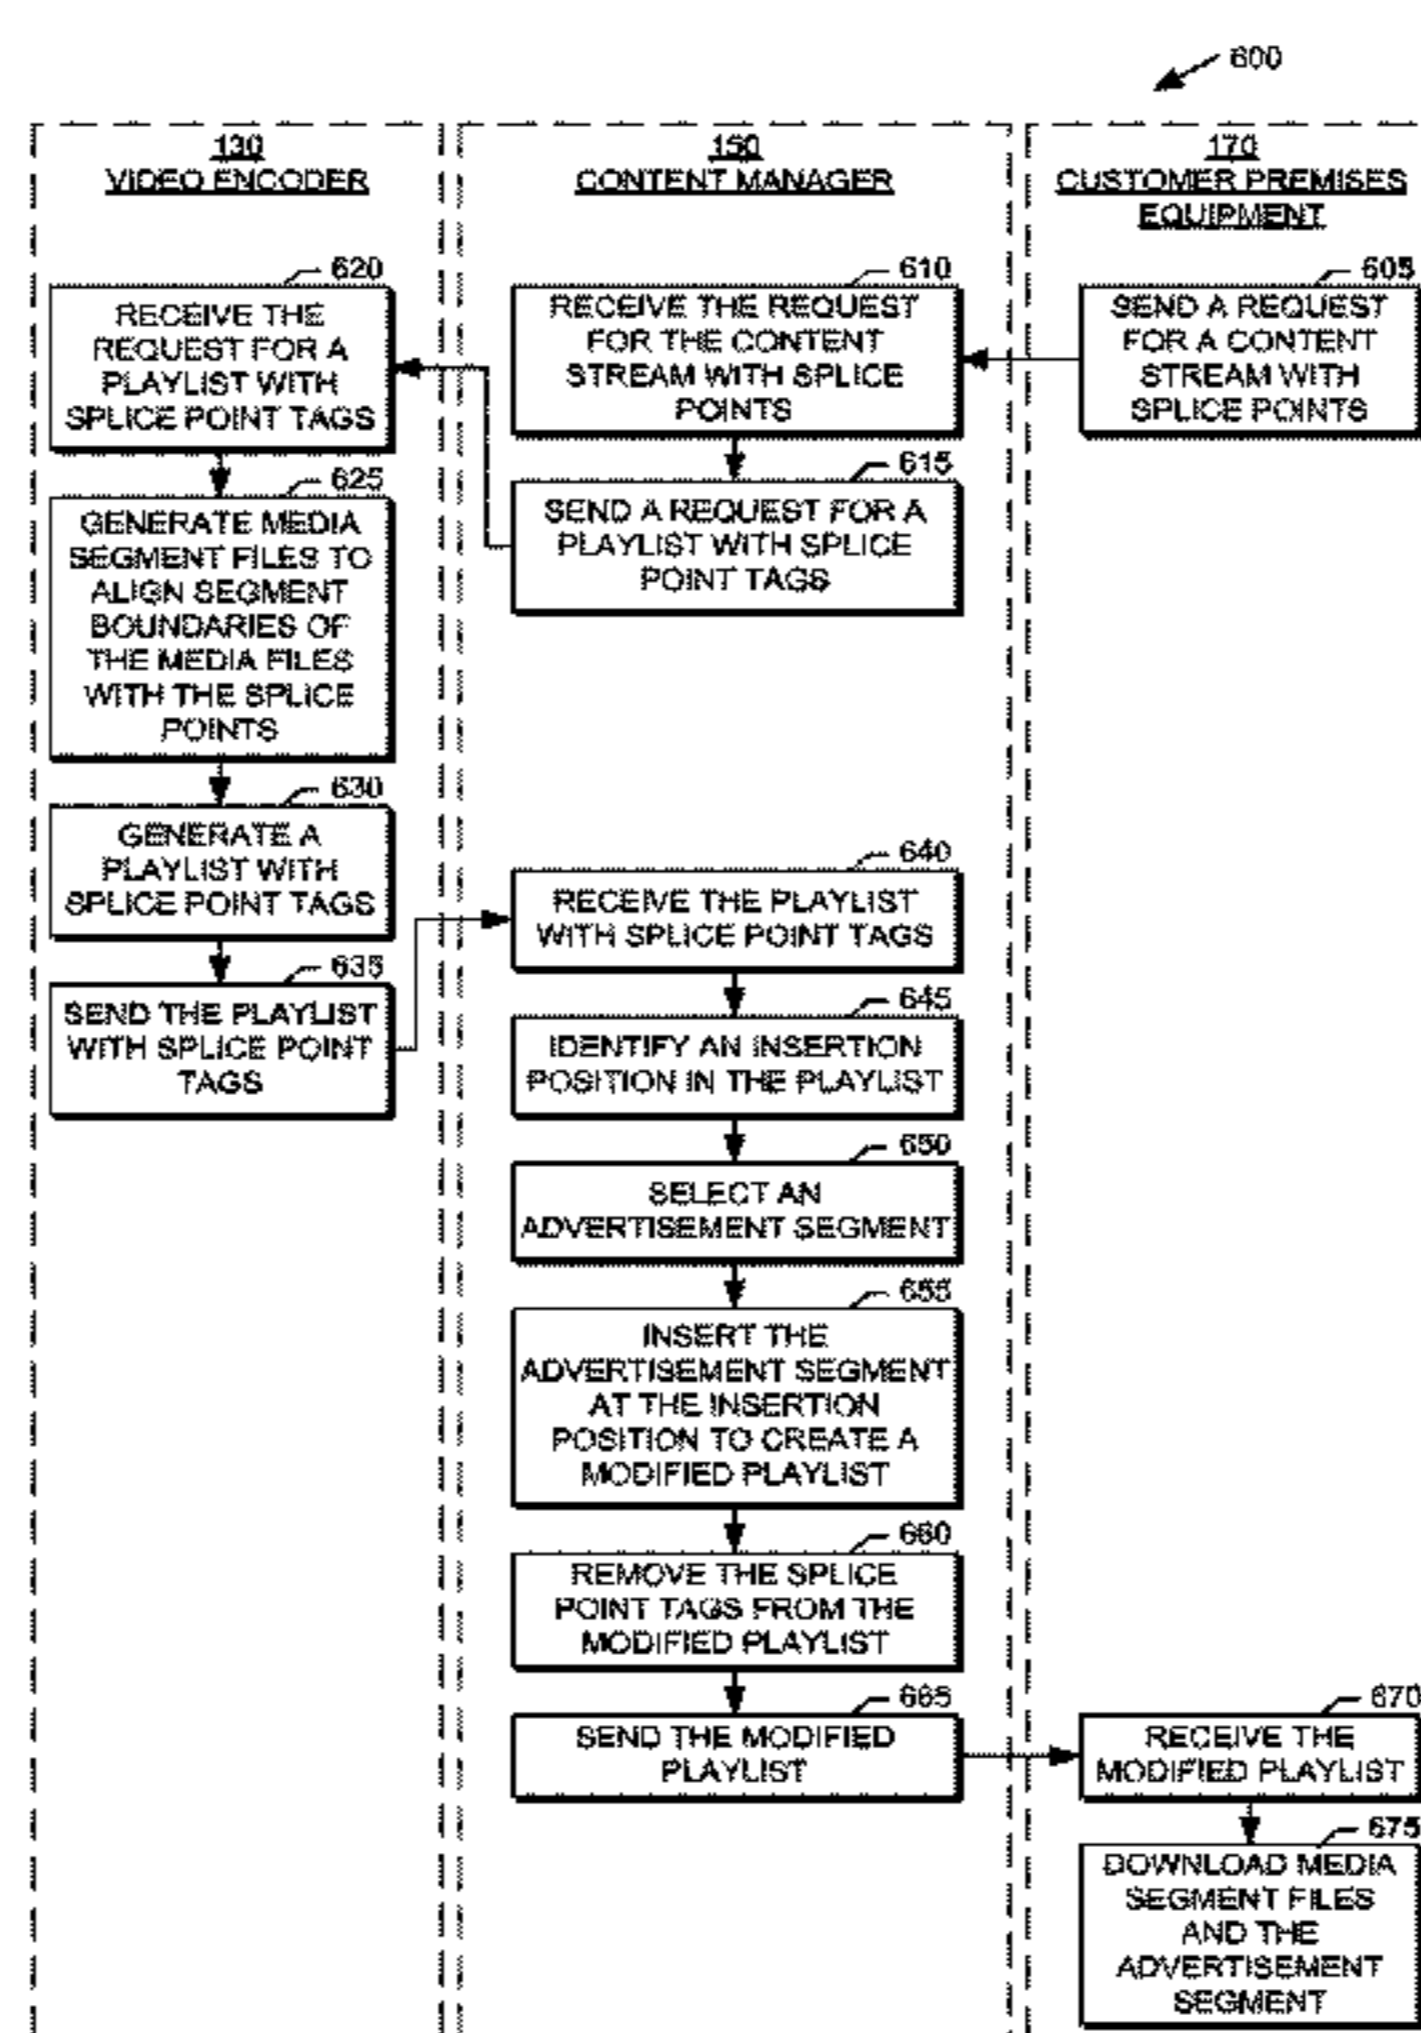 600
130
VIDEO ENCODER
150
CONTENT MANAGER
170
CUSTOMER PREMISES
EQUIPMENT
605
SEND A REQUEST
FOR A CONTENT
STREAM WITH
SPLICE POINTS
610
RECEIVE THE REQUEST
FOR THE CONTENT
STREAM WITH SPLICE
POINTS
615
SEND A REQUEST FOR A
PLAYLIST WITH SPLICE
POINT TAGS
620
RECEIVE THE
REQUEST FOR A
PLAYLIST WITH
SPLICE POINT TAGS
625
GENERATE MEDIA
SEGMENT FILES TO
ALIGN SEGMENT
BOUNDARIES OF
THE MEDIA FILES
WITH THE SPLICE
POINTS
630
GENERATE A
PLAYLIST WITH
SPLICE POINT TAGS
635
SEND THE PLAYLIST
WITH SPLICE POINT
TAGS
640
RECEIVE THE PLAYLIST
WITH SPLICE POINT TAGS
645
IDENTIFY AN INSERTION
POSITION IN THE PLAYLIST
650
SELECT AN
ADVERTISEMENT SEGMENT
655
INSERT THE
ADVERTISEMENT SEGMENT
AT THE INSERTION
POSITION TO CREATE A
MODIFIED PLAYLIST
660
REMOVE THE SPLICE
POINT TAGS FROM THE
MODIFIED PLAYLIST
665
SEND THE MODIFIED
PLAYLIST
670
RECEIVE THE
MODIFIED PLAYLIST
675
DOWNLOAD MEDIA
SEGMENT FILES
AND THE
ADVERTISEMENT
SEGMENT